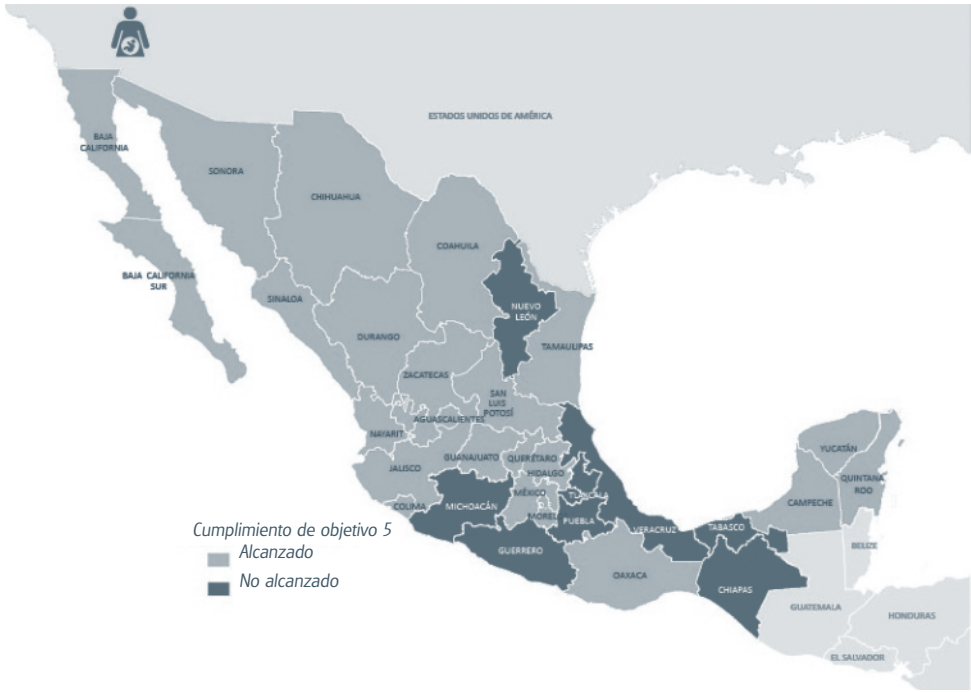 ESTADOS UNIDOS DE AMÉRICA
BAJA
CALIFORNIA
SONORA
CHIHUAHUA
COAHUILA
BAJA CALIFORNIA
SUR
SINALOA
NUEVO
LEÓN
DURANGO
TAMAULIPAS
ZACATECAS
SAN
LUIS
POTOSÍ
AGUASCALIENTES
NAYARIT
GUANAJUATO
QUERÉTARO
HIDALGO
JALISCO
YUCATÁN
QUINTANA
ROO
CAMPECHE
MÉXICO
COLIMA
MICHOACÁN
PUEBLA
VERACRUZ
TABASCO
GUERRERO
OAXACA
CHIAPAS
BELIZE
GUATEMALA
HONDURAS
EL SALVADOR
Cumplimiento de objetivo 5
Alcanzado
No alcanzado